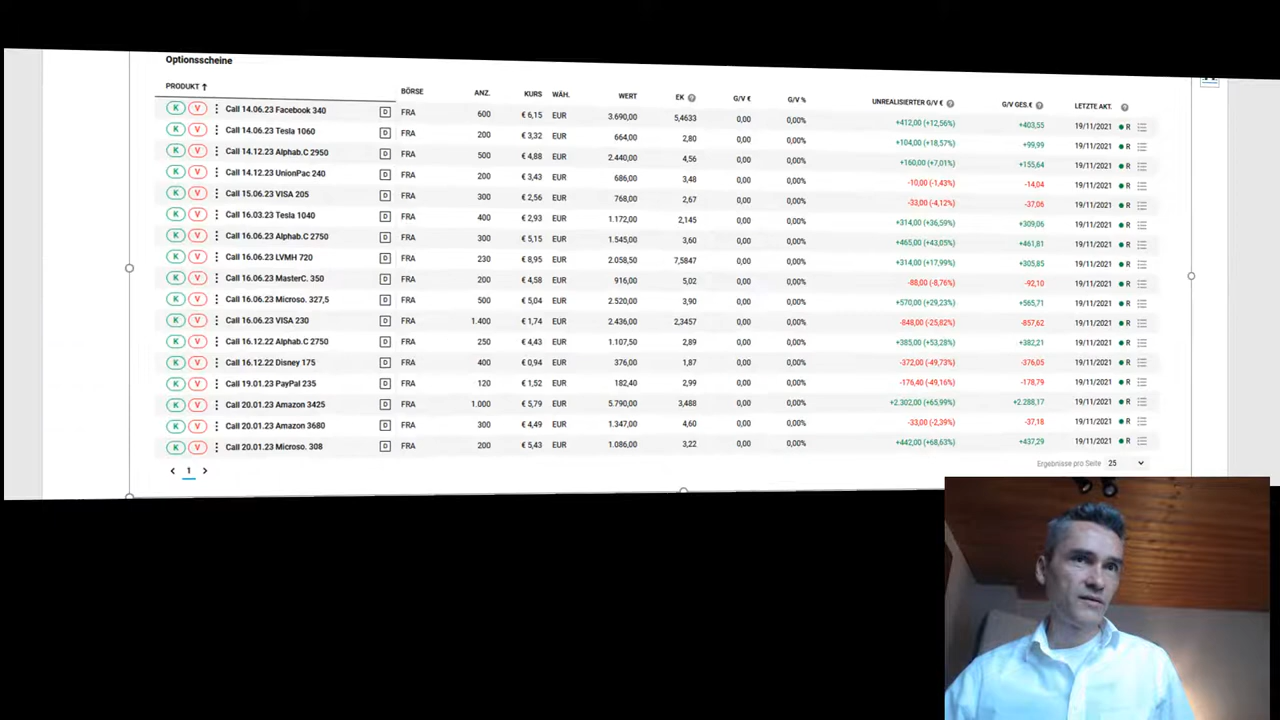 Optionsscheine
PRODUKT ↑ BÖRSE ANZ. KURS WÄH. WERT EK ? G/V € G/V % UNREALISIERTER G/V € ? G/V GES.€ ? LETZTE AKT. ?
K V Call 14.06.23 Facebook 340 D FRA 600 € 6,15 EUR 3.690,00 5,4633 0,00 0,00% +412,00 (+12,56%) +403,55 19/11/2021 R
K V Call 14.06.23 Tesla 1060 D FRA 200 € 3,32 EUR 664,00 2,80 0,00 0,00% +104,00 (+18,57%) +99,99 19/11/2021 R
K V Call 14.12.23 Alphab.C 2950 D FRA 500 € 4,88 EUR 2.440,00 4,56 0,00 0,00% +160,00 (+7,01%) +155,64 19/11/2021 R
K V Call 14.12.23 UnionPac 240 D FRA 200 € 3,43 EUR 686,00 3,48 0,00 0,00% -10,00 (-1,43%) -14,04 19/11/2021 R
K V Call 15.06.23 VISA 205 D FRA 300 € 2,56 EUR 768,00 2,67 0,00 0,00% -33,00 (-4,12%) -37,06 19/11/2021 R
K V Call 16.03.23 Tesla 1040 D FRA 400 € 2,93 EUR 1.172,00 2,145 0,00 0,00% +314,00 (+36,59%) +309,06 19/11/2021 R
K V Call 16.06.23 Alphab.C 2750 D FRA 300 € 5,15 EUR 1.545,00 3,60 0,00 0,00% +465,00 (+43,05%) +461,81 19/11/2021 R
K V Call 16.06.23 LVMH 720 D FRA 230 € 8,95 EUR 2.058,50 7,5847 0,00 0,00% +314,00 (+17,99%) +305,85 19/11/2021 R
K V Call 16.06.23 MasterC. 350 D FRA 200 € 4,58 EUR 916,00 5,02 0,00 0,00% -88,00 (-8,76%) -92,10 19/11/2021 R
K V Call 16.06.23 Microso. 327,5 D FRA 500 € 5,04 EUR 2.520,00 3,90 0,00 0,00% +570,00 (+29,23%) +565,71 19/11/2021 R
K V Call 16.06.23 VISA 230 D FRA 1.400 € 1,74 EUR 2.436,00 2,3457 0,00 0,00% -848,00 (-25,82%) -857,62 19/11/2021 R
K V Call 16.12.22 Alphab.C 2750 D FRA 250 € 4,43 EUR 1.107,50 2,89 0,00 0,00% +385,00 (+53,28%) +382,21 19/11/2021 R
K V Call 16.12.22 Disney 175 D FRA 400 € 0,94 EUR 376,00 1,87 0,00 0,00% -372,00 (-49,73%) -376,05 19/11/2021 R
K V Call 19.01.23 PayPal 235 D FRA 120 € 1,52 EUR 182,40 2,99 0,00 0,00% -176,40 (-49,16%) -178,79 19/11/2021 R
K V Call 20.01.23 Amazon 3425 D FRA 1.000 € 5,79 EUR 5.790,00 3,488 0,00 0,00% +2.302,00 (+65,99%) +2.288,17 19/11/2021 R
K V Call 20.01.23 Amazon 3680 D FRA 300 € 4,49 EUR 1.347,00 4,60 0,00 0,00% -33,00 (-2,39%) -37,18 19/11/2021 R
K V Call 20.01.23 Microso. 308 D FRA 200 € 5,43 EUR 1.086,00 3,22 0,00 0,00% +442,00 (+68,63%) +437,29 19/11/2021 R
< 1 > Ergebnisse pro Seite 25